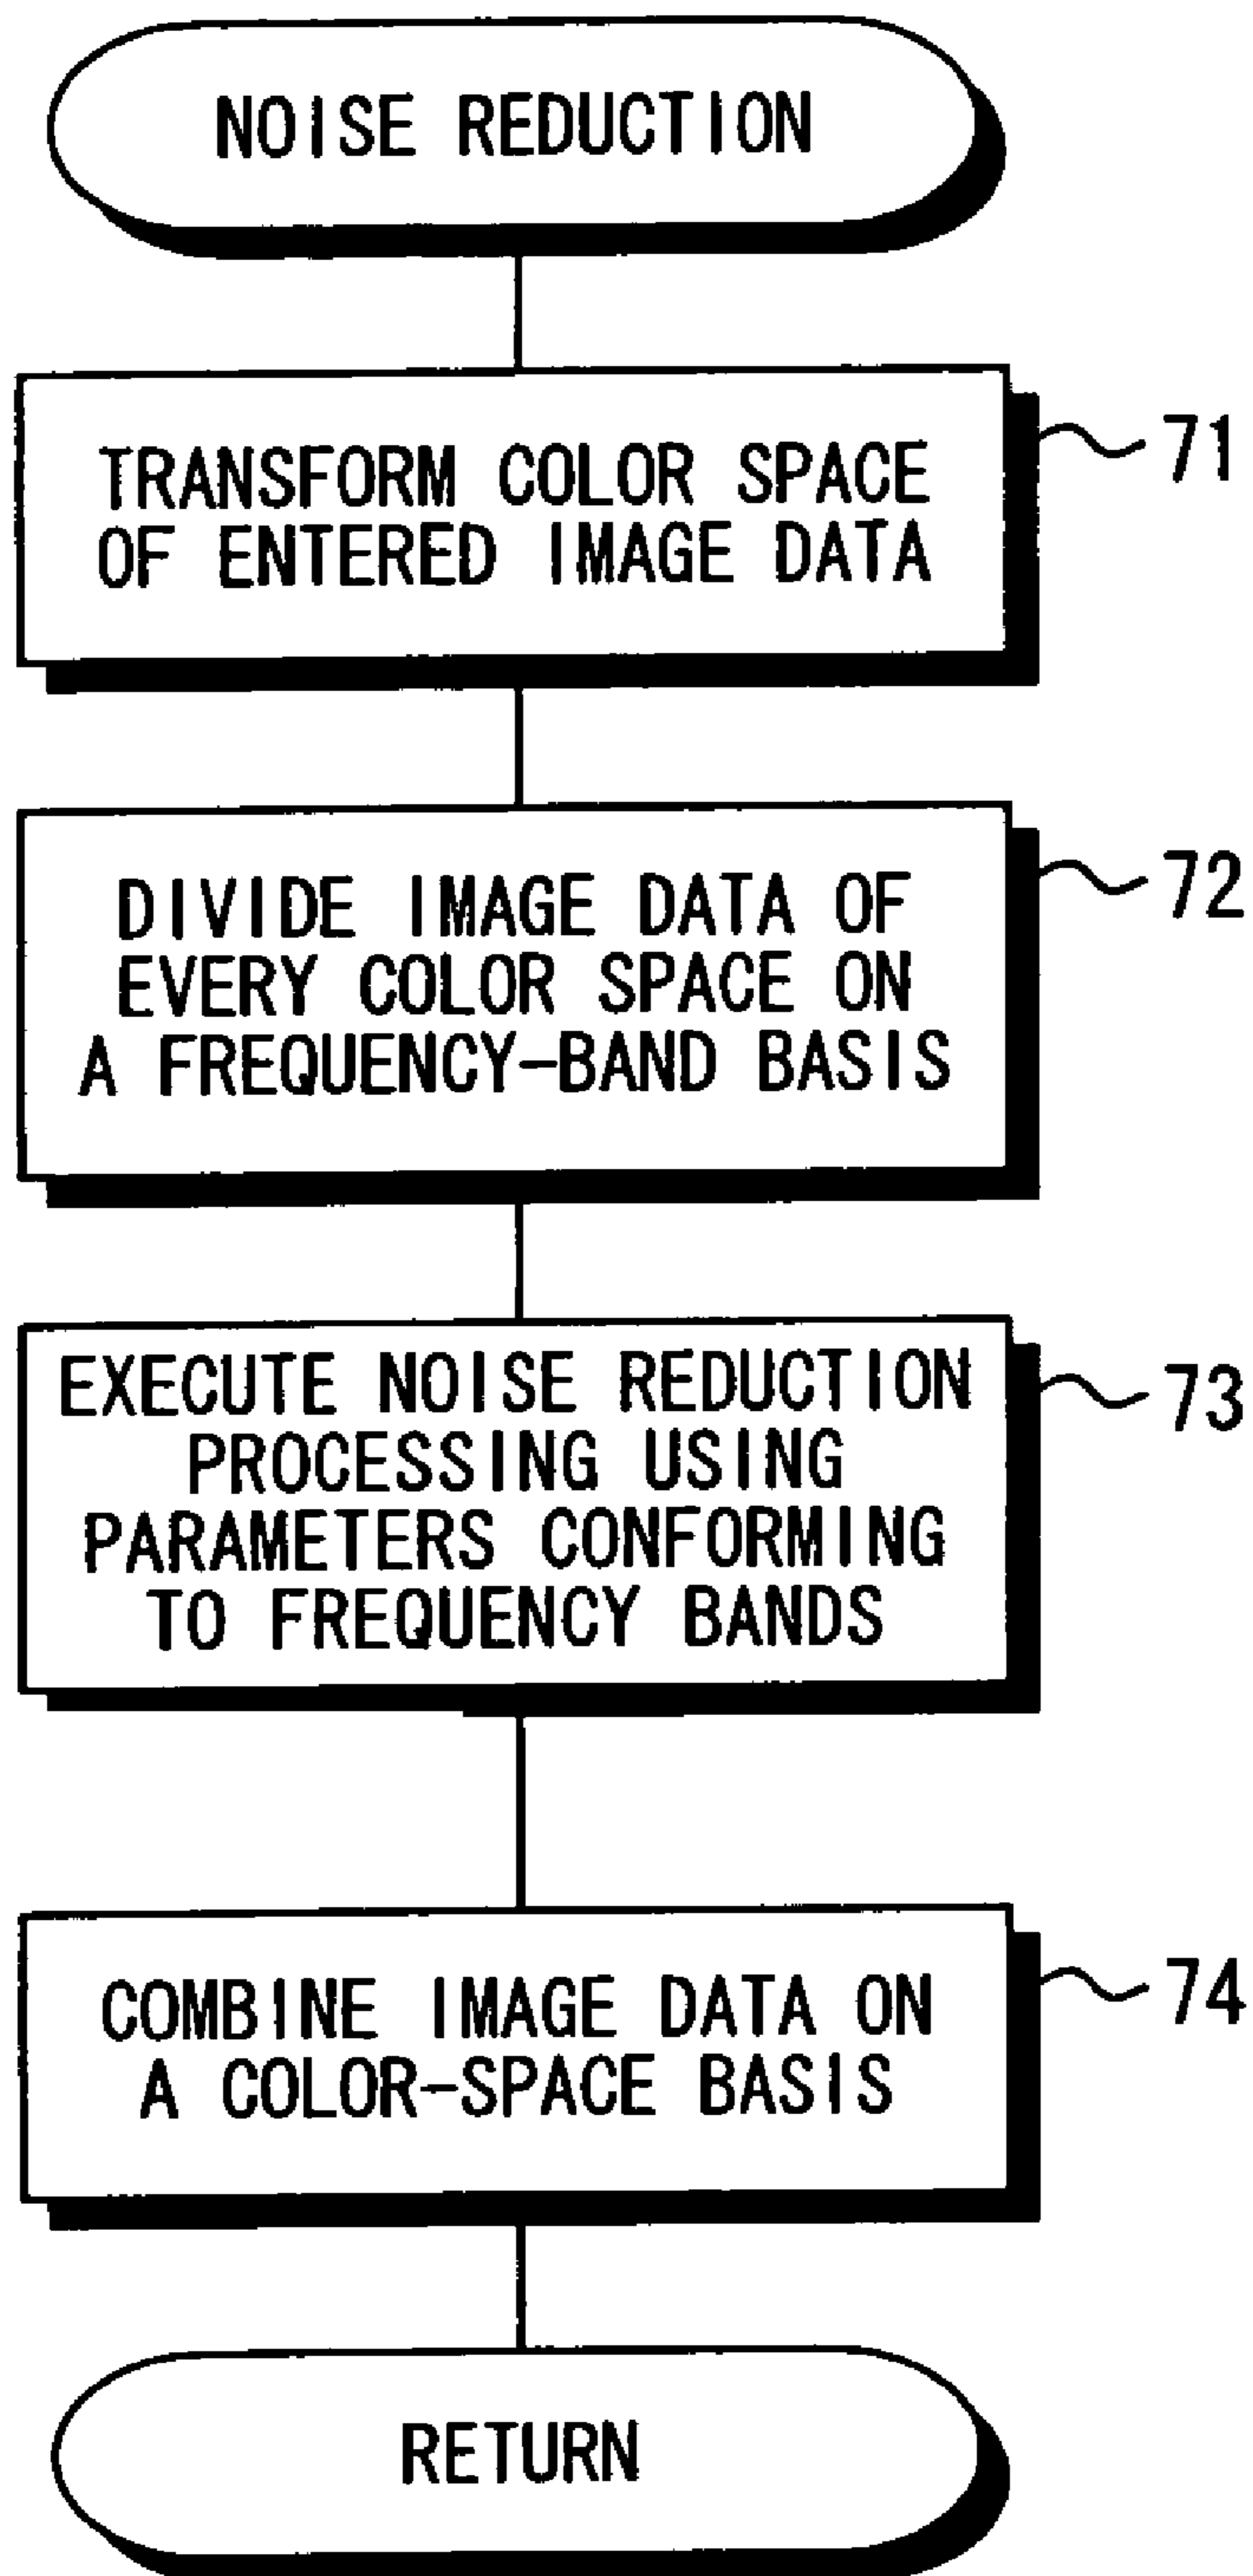 NOISE REDUCTION
TRANSFORM COLOR SPACE
OF ENTERED IMAGE DATA
71
DIVIDE IMAGE DATA OF
EVERY COLOR SPACE ON
A FREQUENCY-BAND BASIS
72
EXECUTE NOISE REDUCTION
PROCESSING USING
PARAMETERS CONFORMING
TO FREQUENCY BANDS
73
COMBINE IMAGE DATA ON
A COLOR-SPACE BASIS
74
RETURN